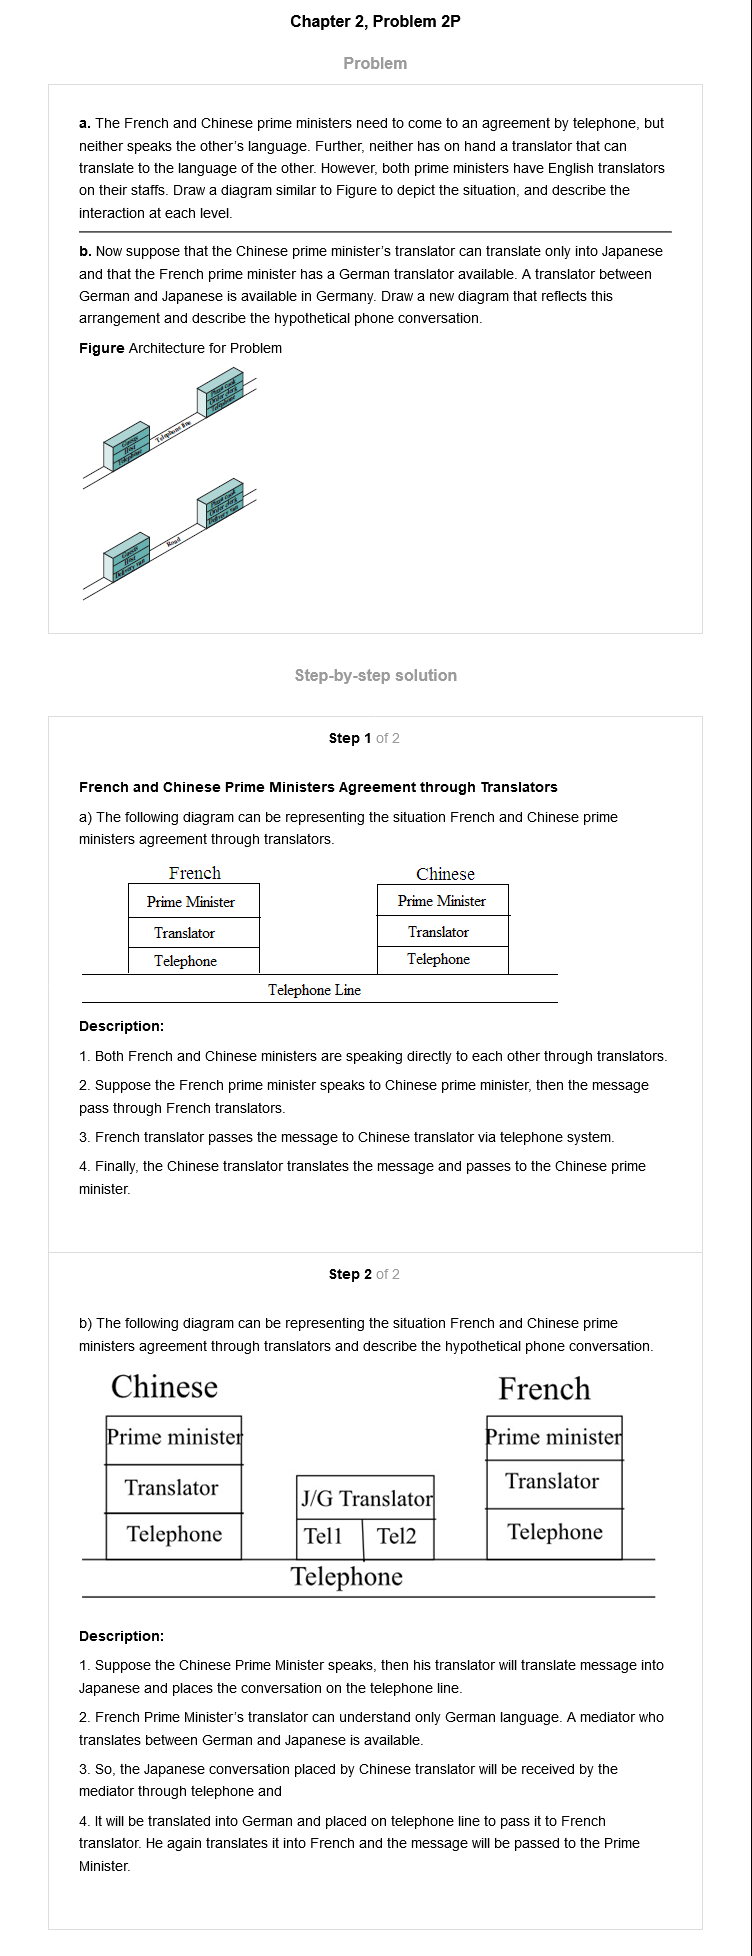 Chapter 2, Problem 2P
Problem
a. The French and Chinese prime ministers need to come to an agreement by telephone, but
neither speaks the other's language. Further, neither has on hand a translator that can
translate to the language of the other. However, both prime ministers have English translators
on their staffs. Draw a diagram similar to Figure to depict the situation, and describe the
interaction at each level.
b. Now suppose that the Chinese prime minister's translator can translate only into Japanese
and that the French prime minister has a German translator available. A translator between
German and Japanese is available in Germany. Draw a new diagram that reflects this
arrangement and describe the hypothetical phone conversation.
Figure Architecture for Problem
Pizza cook
Order clerk
Telephone
Telephone line
Guests
Host
Telephone
Pizza cook
Order clerk
Delivery van
Road
Guests
Host
Delivery van
Step-by-step solution
Step 1 of 2
French and Chinese Prime Ministers Agreement through Translators
a) The following diagram can be representing the situation French and Chinese prime
ministers agreement through translators.
French Chinese
Prime Minister Prime Minister
Translator Translator
Telephone Telephone
Telephone Line
Description:
1. Both French and Chinese ministers are speaking directly to each other through translators.
2. Suppose the French prime minister speaks to Chinese prime minister, then the message
pass through French translators.
3. French translator passes the message to Chinese translator via telephone system.
4. Finally, the Chinese translator translates the message and passes to the Chinese prime
minister.
Step 2 of 2
b) The following diagram can be representing the situation French and Chinese prime
ministers agreement through translators and describe the hypothetical phone conversation.
Chinese French
Prime minister Prime minister
Translator J/G Translator Translator
Telephone Tel1 Tel2 Telephone
Telephone
Description:
1. Suppose the Chinese Prime Minister speaks, then his translator will translate message into
Japanese and places the conversation on the telephone line.
2. French Prime Minister's translator can understand only German language. A mediator who
translates between German and Japanese is available.
3. So, the Japanese conversation placed by Chinese translator will be received by the
mediator through telephone and
4. It will be translated into German and placed on telephone line to pass it to French
translator. He again translates it into French and the message will be passed to the Prime
Minister.